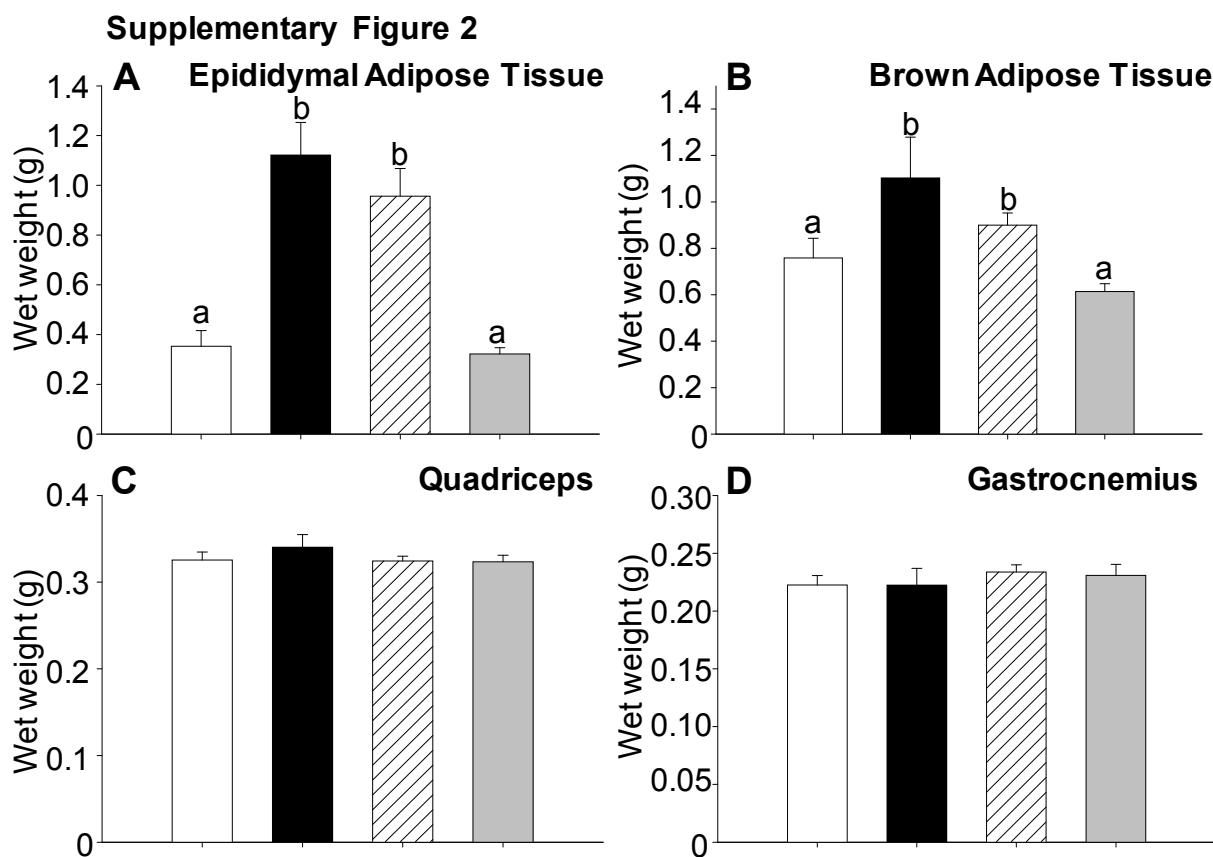 Supplementary Figure 2
A Epididymal Adipose Tissue
Wet weight (g)
1.4
1.2
1.0
0.8
0.6
0.4
0.2
0
a
b
b
a
B Brown Adipose Tissue
Wet weight (g)
1.4
1.2
1.0
0.8
0.6
0.4
0.2
0
a
b
b
a
C Quadriceps
Wet weight (g)
0.4
0.3
0.2
0.1
0
D Gastrocnemius
Wet weight (g)
0.30
0.25
0.20
0.15
0.10
0.05
0